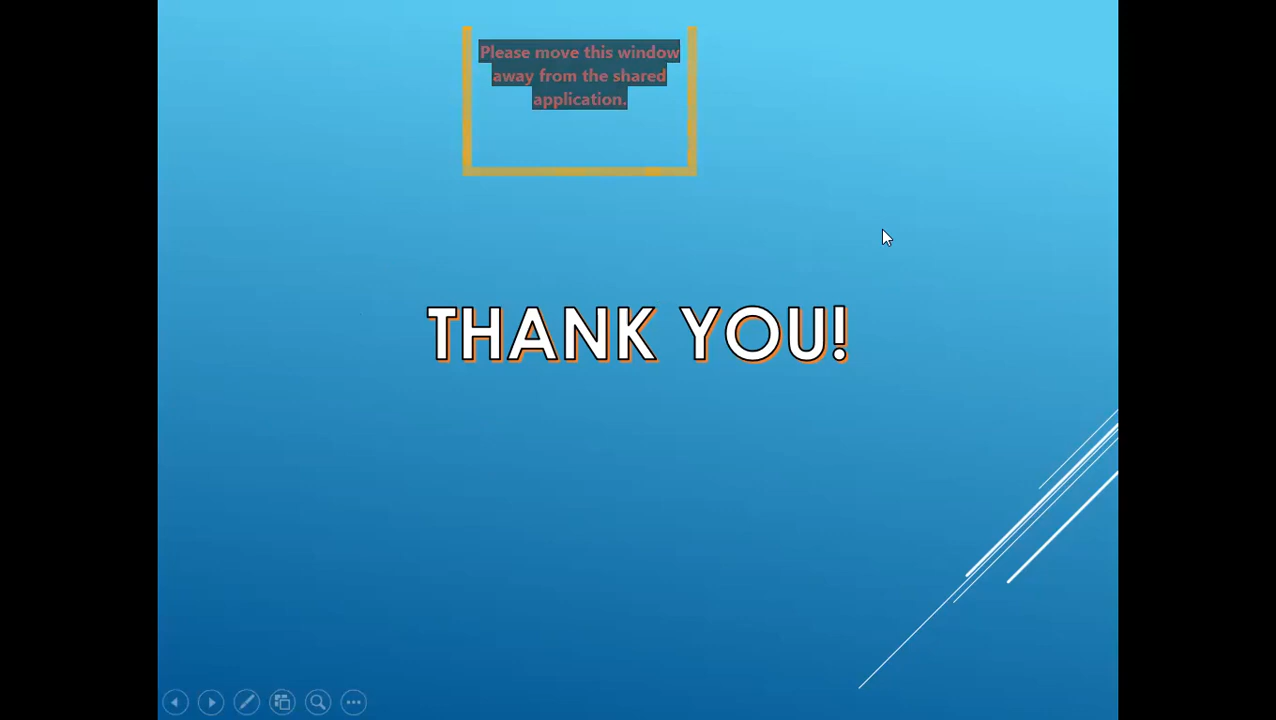 Please move this window
away from the shared
application.
THANK YOU!